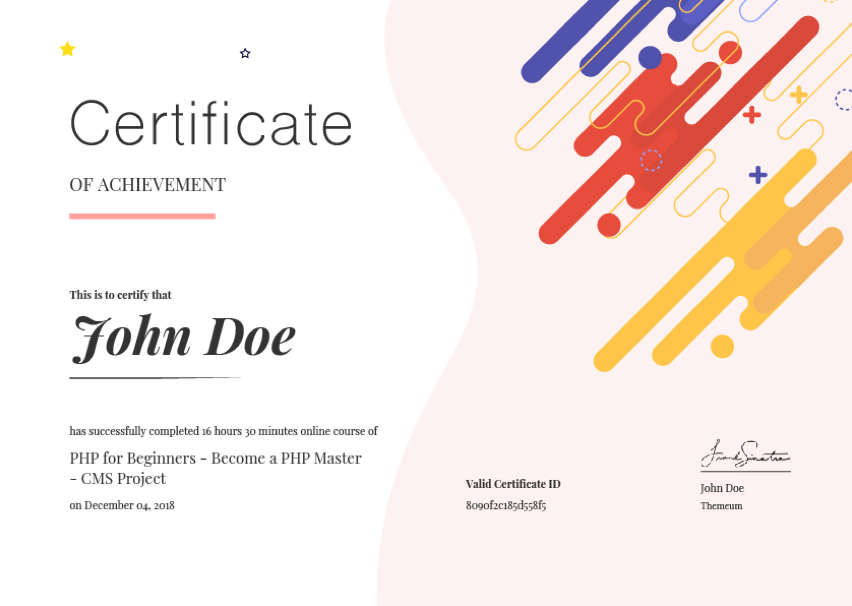 Certificate
OF ACHIEVEMENT
This is to certify that
John Doe
has successfully completed 16 hours 30 minutes online course of
PHP for Beginners - Become a PHP Master
- CMS Project
on December 04, 2018
Valid Certificate ID
8090f2c185d558f5
Frank Sinatra
John Doe
Themeum